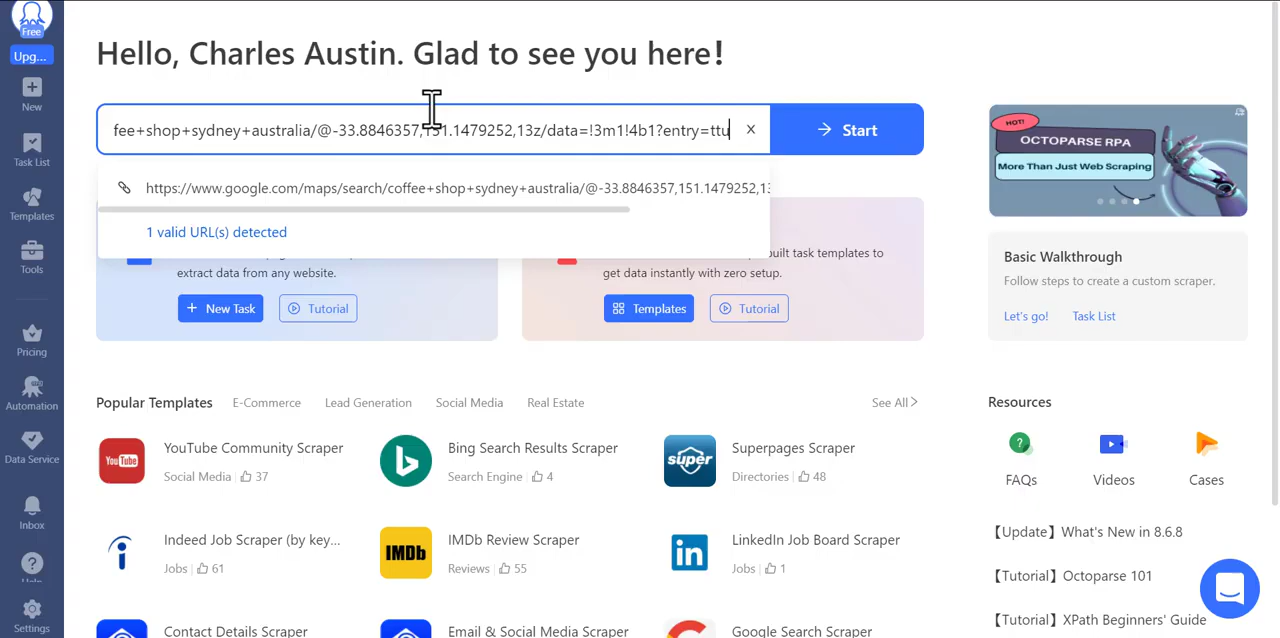 Free
Upg...
New
Task List
Templates
Tools
Pricing
Automation
Data Service
Inbox
Settings
Hello, Charles Austin. Glad to see you here!
fee+shop+sydney+australia/@-33.8846357,151.1479252,13z/data=!3m1!4b1?entry=ttu
Start
https://www.google.com/maps/search/coffee+shop+sydney+australia/@-33.8846357,151.1479252,13
1 valid URL(s) detected
extract data from any website.
New Task
Tutorial
built task templates to
get data instantly with zero setup.
Templates
Tutorial
HOT!
OCTOPARSE RPA
More Than Just Web Scraping
Basic Walkthrough
Follow steps to create a custom scraper.
Let's go!
Task List
Popular Templates
E-Commerce
Lead Generation
Social Media
Real Estate
See All
YouTube Community Scraper
Social Media
37
Bing Search Results Scraper
Search Engine
4
super
Superpages Scraper
Directories
48
Indeed Job Scraper (by key...
Jobs
61
IMDb
IMDb Review Scraper
Reviews
55
in
LinkedIn Job Board Scraper
Jobs
1
Contact Details Scraper
Email & Social Media Scraper
Google Search Scraper
Resources
FAQs
Videos
Cases
【Update】What's New in 8.6.8
【Tutorial】Octoparse 101
【Tutorial】XPath Beginners' Guide